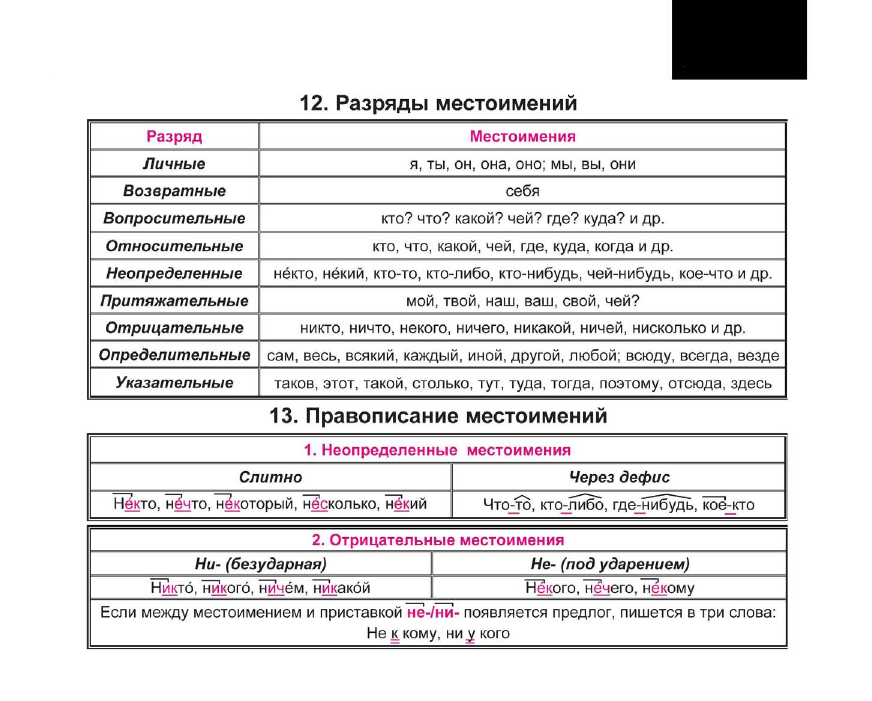 12. Разряды местоимений
Разряд Местоимения
Личные я, ты, он, она, оно; мы, вы, они
Возвратные себя
Вопросительные кто? что? какой? чей? где? куда? и др.
Относительные кто, что, какой, чей, где, куда, когда и др.
Неопределенные не́кто, не́кий, кто-то, кто-либо, кто-нибудь, чей-нибудь, кое-что и др.
Притяжательные мой, твой, наш, ваш, свой, чей?
Отрицательные никто, ничто, некого, ничего, никакой, ничей, нисколько и др.
Определительные сам, весь, всякий, каждый, иной, другой, любой; всюду, всегда, везде
Указательные таков, этот, такой, столько, тут, туда, тогда, поэтому, отсюда, здесь
13. Правописание местоимений
1. Неопределенные местоимения
Слитно Через дефис
Не́кто, не́что, не́который, не́сколько, не́кий Что-то, кто-либо, где-нибудь, кое-кто
2. Отрицательные местоимения
Ни- (безударная) Не- (под ударением)
Никто́, никого́, ниче́м, никако́й Не́кого, не́чего, не́кому
Если между местоимением и приставкой не-/ни- появляется предлог, пишется в три слова:
Не к кому, ни у кого